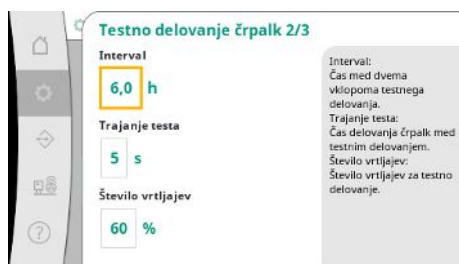 Testno delovanje črpalk 2/3
Interval
6,0 h
Trajanje testa
5 s
Število vrtljajev
60 %
Interval:
Čas med dvema
vklopoma testnega
delovanja.
Trajanje testa:
Čas delovanja črpalk med
testnim delovanjem.
Število vrtljajev:
Število vrtljajev za testno
delovanje.